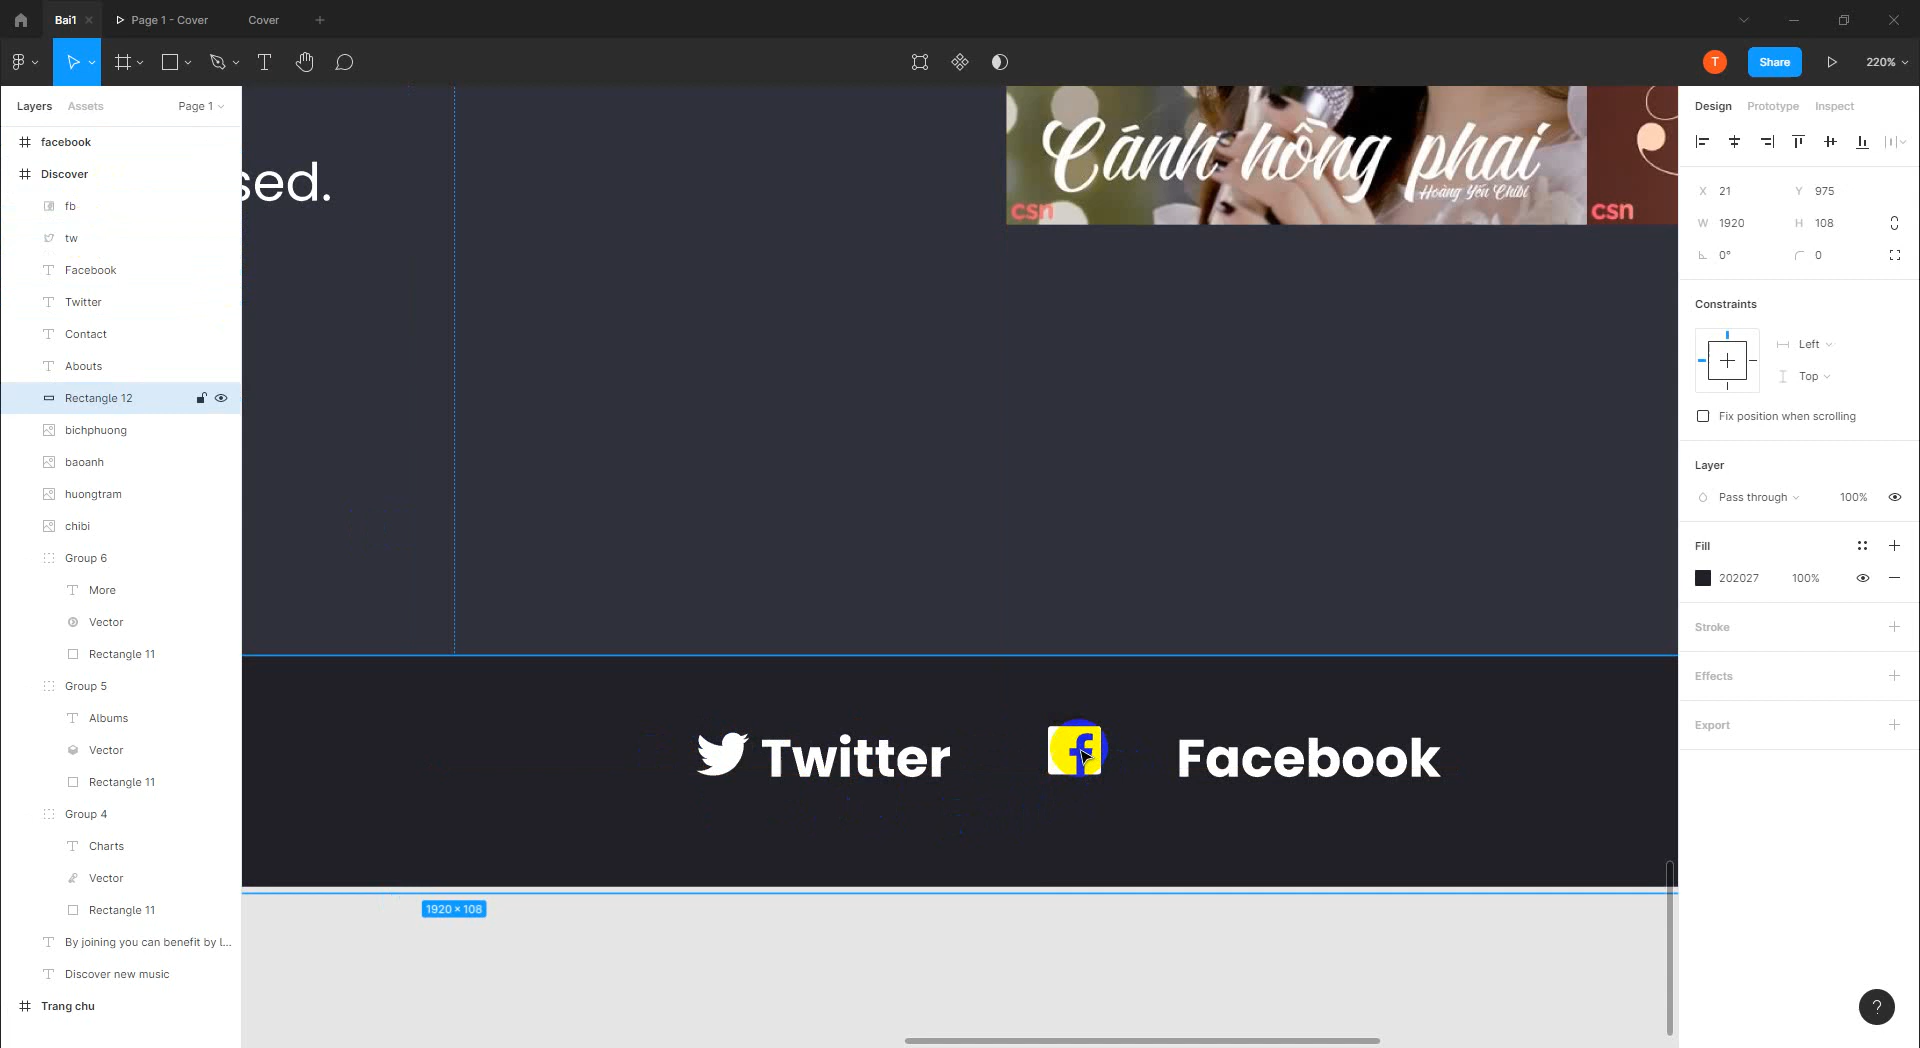 Bai1
Page 1 - Cover
Cover
T
Share
220%
Layers
Assets
Page 1
Design
Prototype
Inspect
facebook
Discover
fb
tw
Facebook
Twitter
Contact
Abouts
Rectangle 12
bichphuong
baoanh
huongtram
chibi
Group 6
More
Vector
Rectangle 11
Group 5
Albums
Vector
Rectangle 11
Group 4
Charts
Vector
Rectangle 11
By joining you can benefit by l...
Discover new music
Trang chu
sed.
Cánh hồng phai
Hoàng Yến Chibi
csn
csn
Twitter
f
Facebook
1920 × 108
X 21
Y 975
W 1920
H 108
0°
0
Constraints
Left
Top
Fix position when scrolling
Layer
Pass through
100%
Fill
202027
100%
Stroke
Effects
Export
?